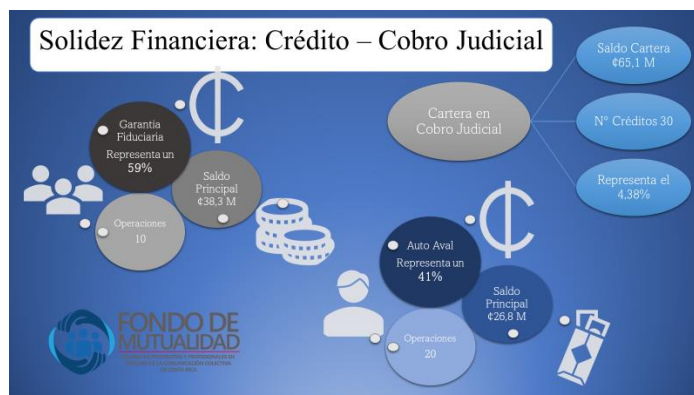 Solidez Financiera: Crédito – Cobro Judicial
Saldo Cartera
¢65,1 M
Cartera en
Cobro Judicial
Nº Créditos 30
Representa el
4,38%
Garantía
Fiduciaria
Representa un
59%
Saldo
Principal
¢38,3 M
Operaciones
10
Auto Aval
Representa un
41%
Saldo
Principal
¢26,8 M
Operaciones
20
FONDO DE
MUTUALIDAD